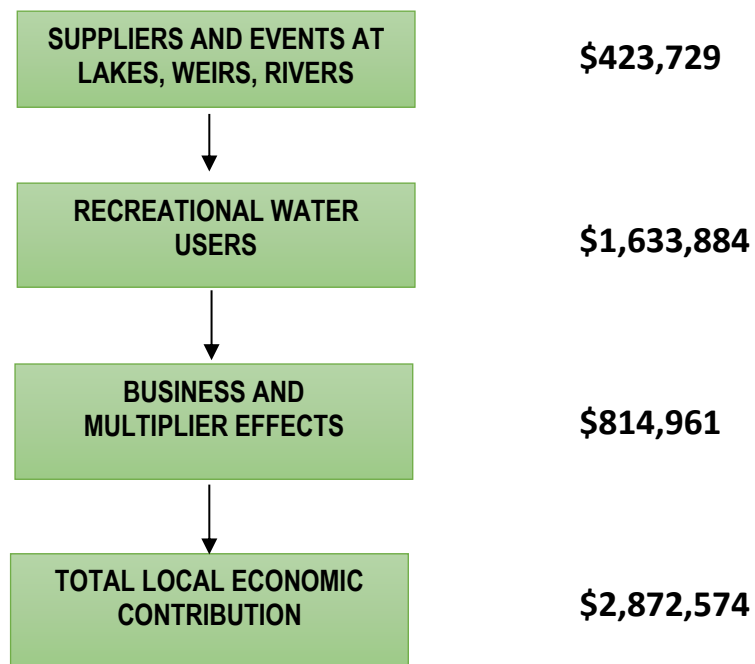 SUPPLIERS AND EVENTS AT
LAKES, WEIRS, RIVERS
$423,729
RECREATIONAL WATER
USERS
$1,633,884
BUSINESS AND
MULTIPLIER EFFECTS
$814,961
TOTAL LOCAL ECONOMIC
CONTRIBUTION
$2,872,574